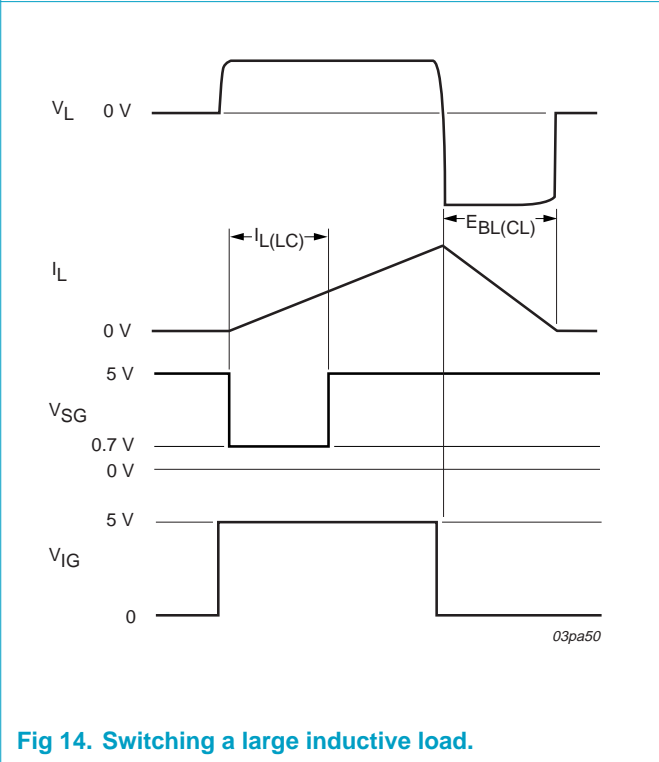 V_L 0 V
E_BL(CL)
I_L(LC)
I_L
0 V
5 V
V_SG
0.7 V
0 V
5 V
V_IG
0
03pa50
Fig 14. Switching a large inductive load.